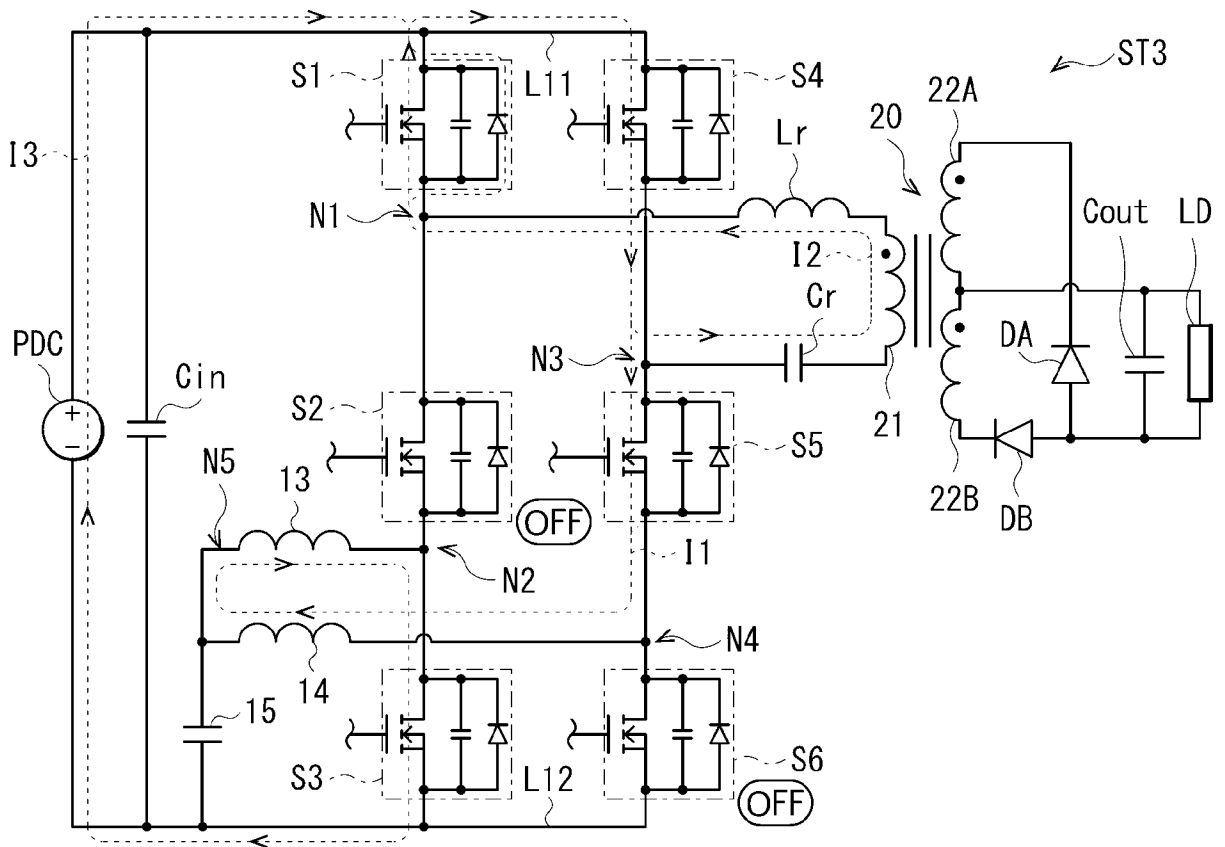 ST3
S1
L11
S4
22A
20
Lr
I3
N1
I2
Cout
LD
Cr
PDC
+
−
Cin
N3
DA
S2
S5
21
N5
13
OFF
22B
DB
N2
I1
N4
14
15
S3
L12
S6
OFF